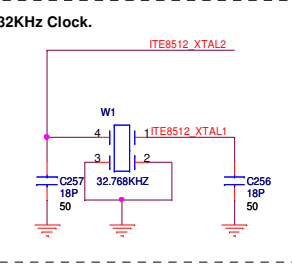 32KHz Clock.
ITE8512_XTAL2
W1
4 1 ITE8512_XTAL1
3 2
C257 32.768KHZ C256
18P 18P
50 50